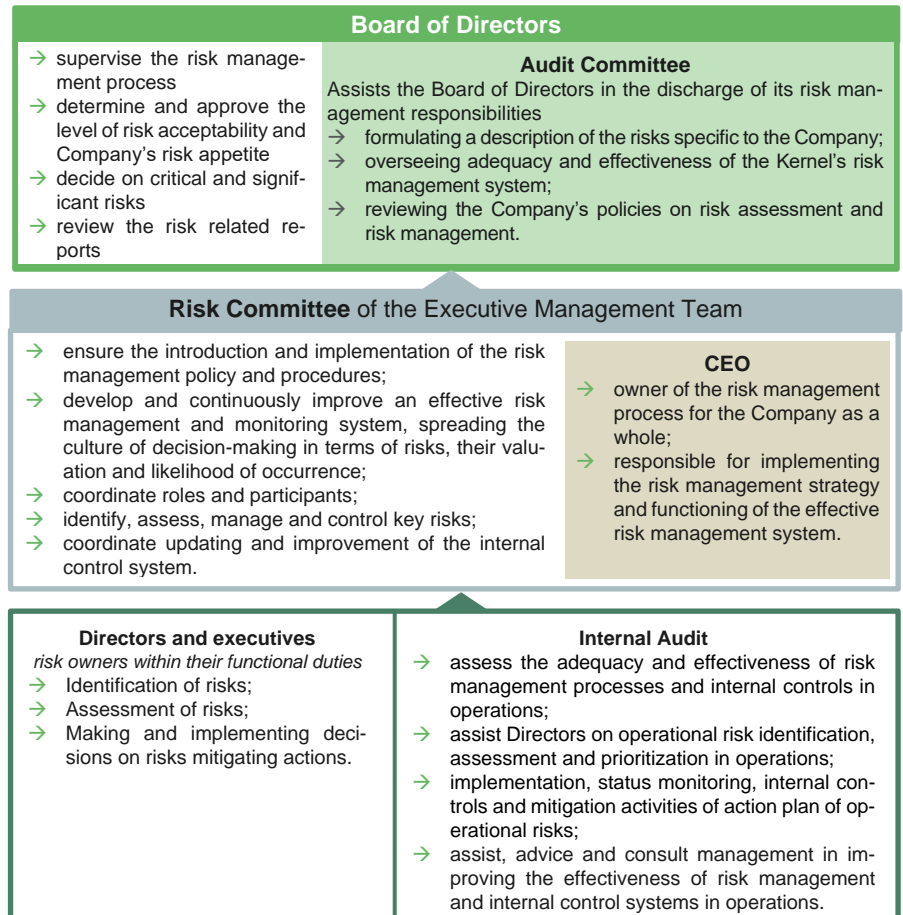 Board of Directors
→ supervise the risk manage-
ment process
→ determine and approve the
level of risk acceptability and
Company's risk appetite
→ decide on critical and signif-
icant risks
→ review the risk related re-
ports
Audit Committee
Assists the Board of Directors in the discharge of its risk man-
agement responsibilities
→ formulating a description of the risks specific to the Company;
→ overseeing adequacy and effectiveness of the Kernel's risk
management system;
→ reviewing the Company's policies on risk assessment and
risk management.
Risk Committee of the Executive Management Team
→ ensure the introduction and implementation of the risk
management policy and procedures;
→ develop and continuously improve an effective risk
management and monitoring system, spreading the
culture of decision-making in terms of risks, their valu-
ation and likelihood of occurrence;
→ coordinate roles and participants;
→ identify, assess, manage and control key risks;
→ coordinate updating and improvement of the internal
control system.
CEO
→ owner of the risk management
process for the Company as a
whole;
→ responsible for implementing
the risk management strategy
and functioning of the effective
risk management system.
Directors and executives
risk owners within their functional duties
→ Identification of risks;
→ Assessment of risks;
→ Making and implementing deci-
sions on risks mitigating actions.
Internal Audit
→ assess the adequacy and effectiveness of risk
management processes and internal controls in
operations;
→ assist Directors on operational risk identification,
assessment and prioritization in operations;
→ implementation, status monitoring, internal con-
trols and mitigation activities of action plan of op-
erational risks;
→ assist, advice and consult management in im-
proving the effectiveness of risk management
and internal control systems in operations.